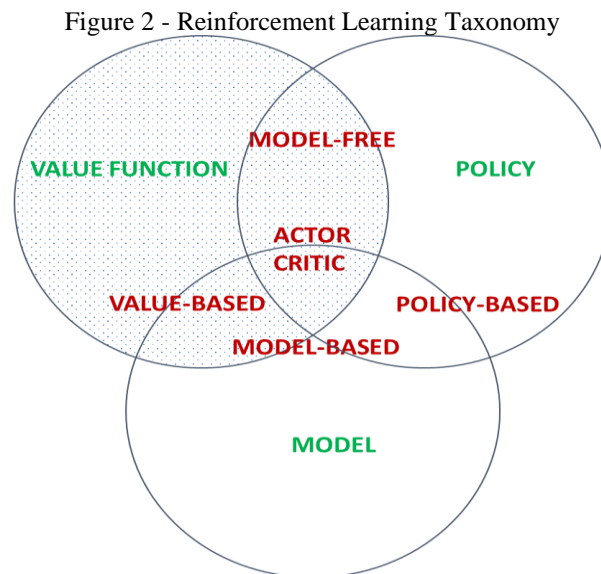 Figure 2 - Reinforcement Learning Taxonomy
MODEL-FREE
VALUE FUNCTION
POLICY
ACTOR
CRITIC
VALUE-BASED
POLICY-BASED
MODEL-BASED
MODEL